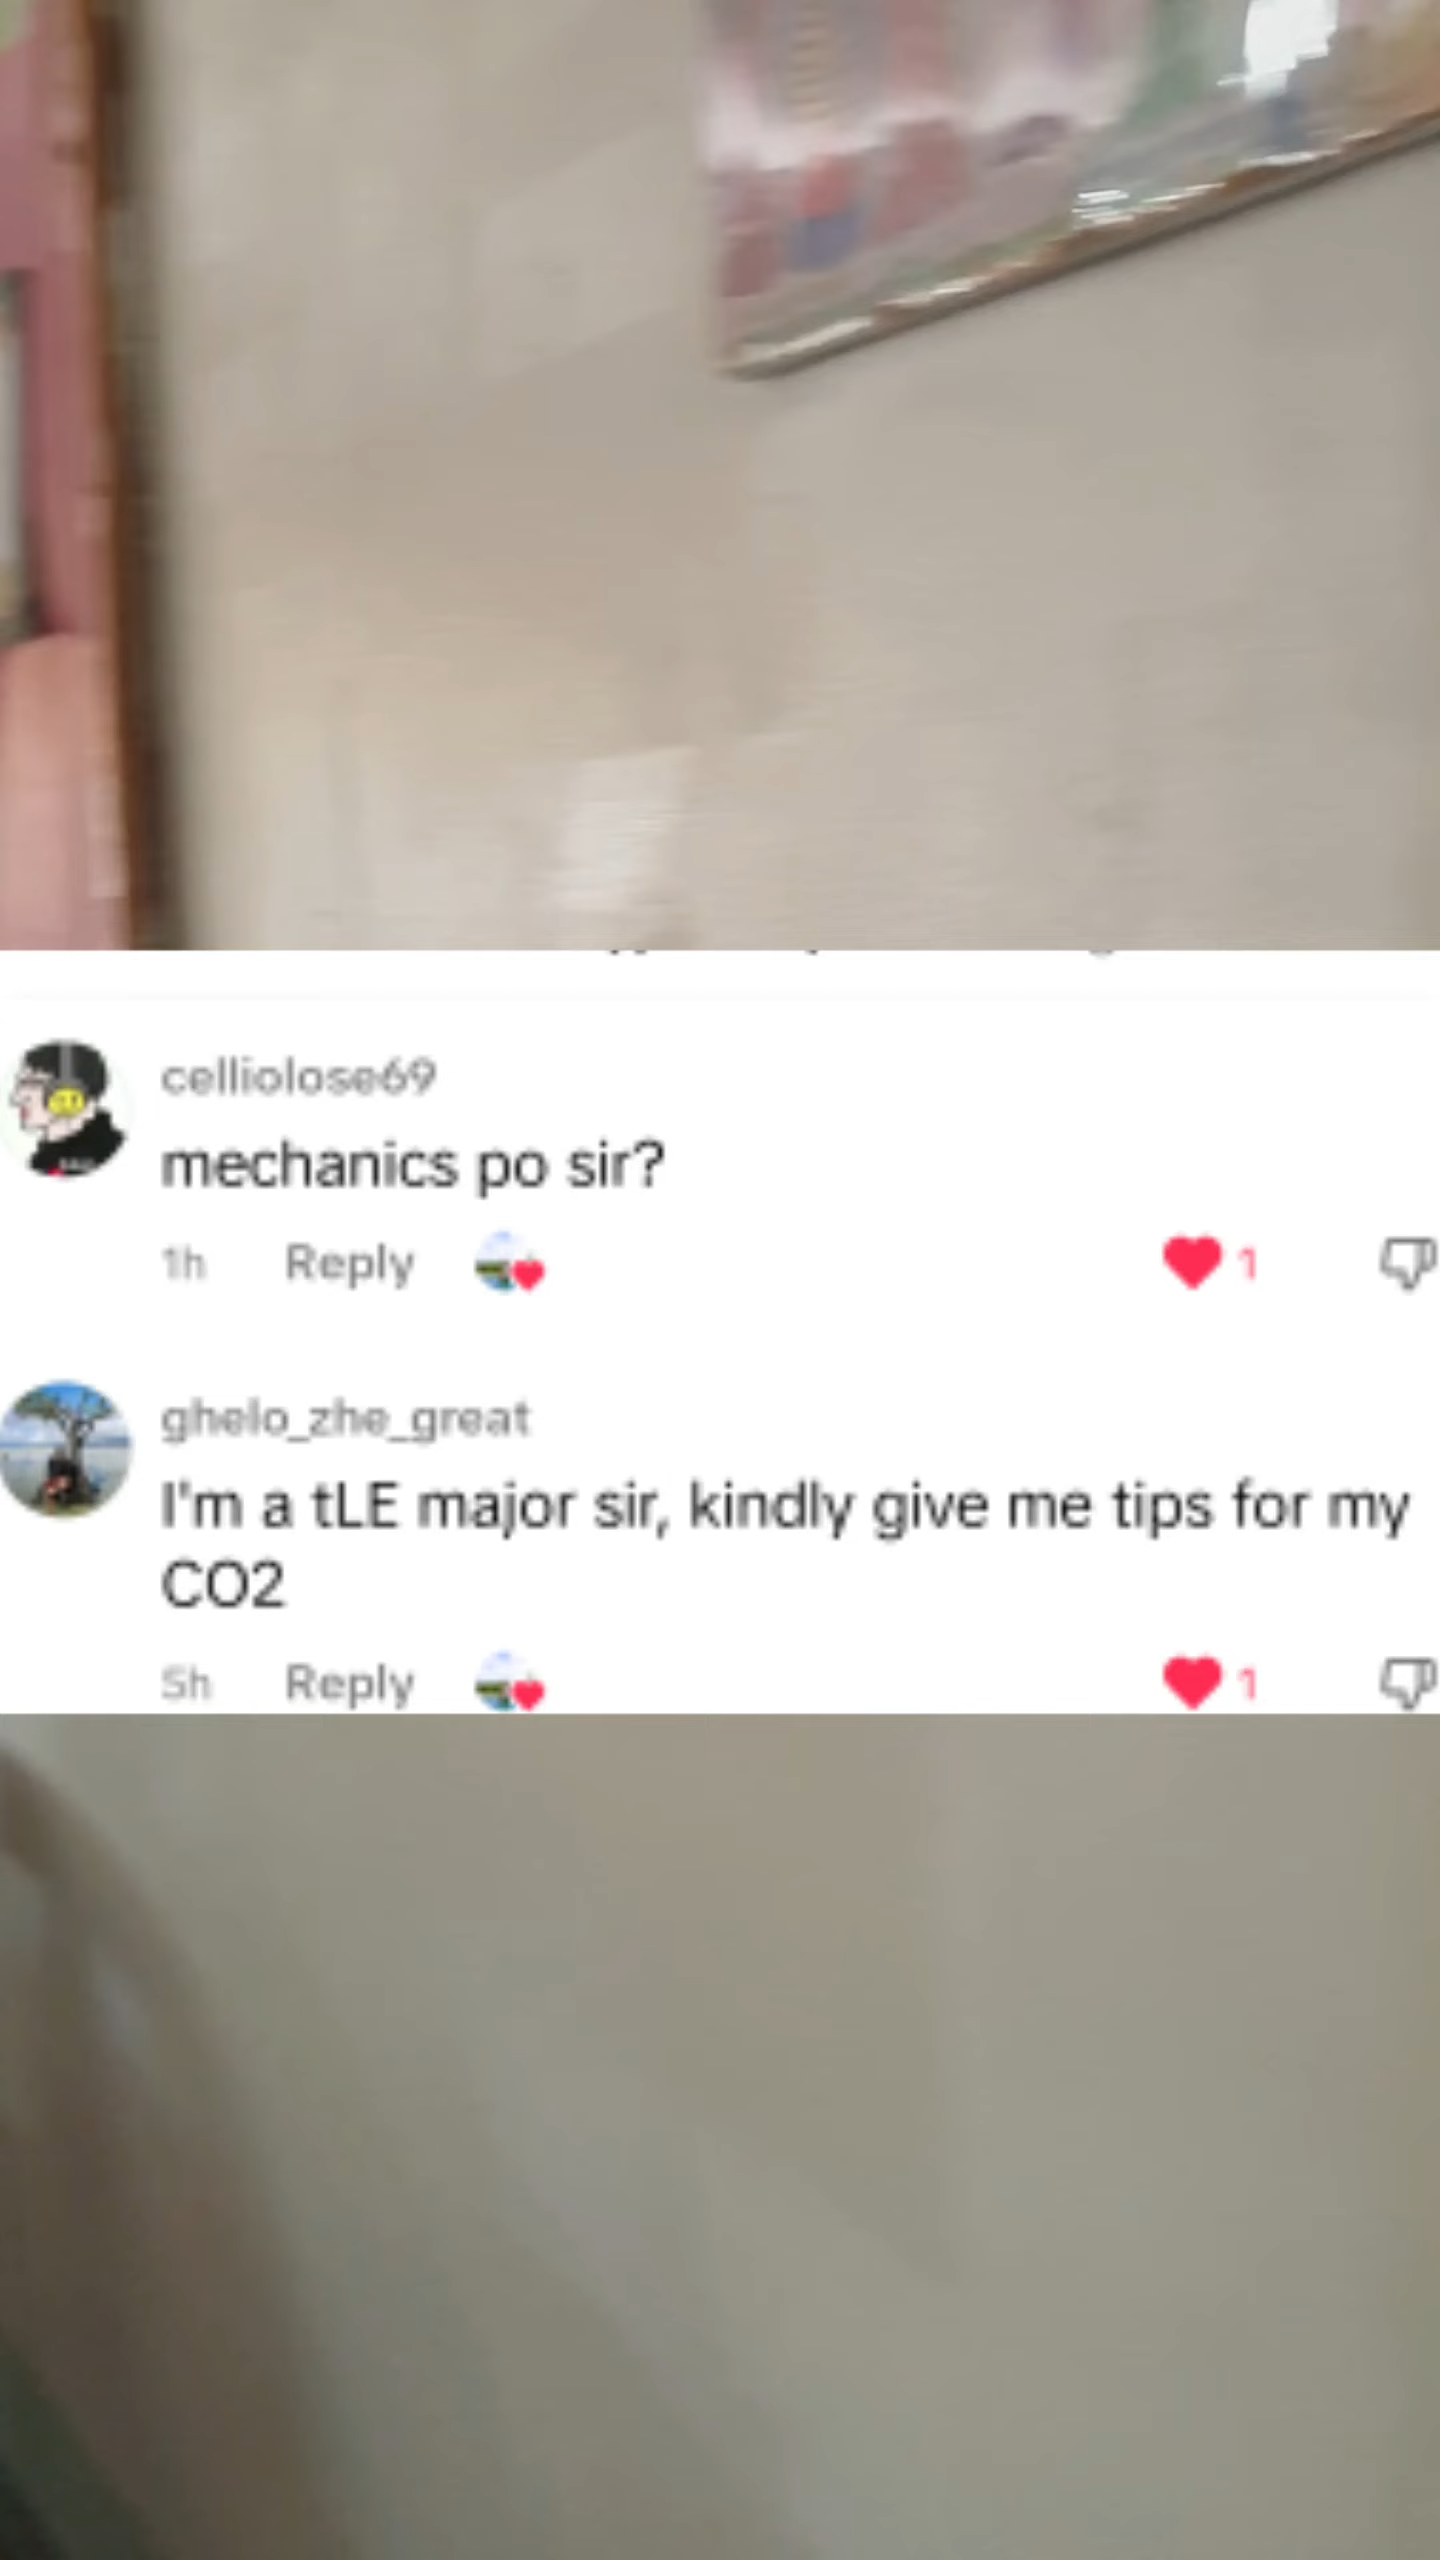 celliolose69
mechanics po sir?
1h Reply 1
ghelo_zhe_great
I'm a tLE major sir, kindly give me tips for my
CO2
5h Reply 1